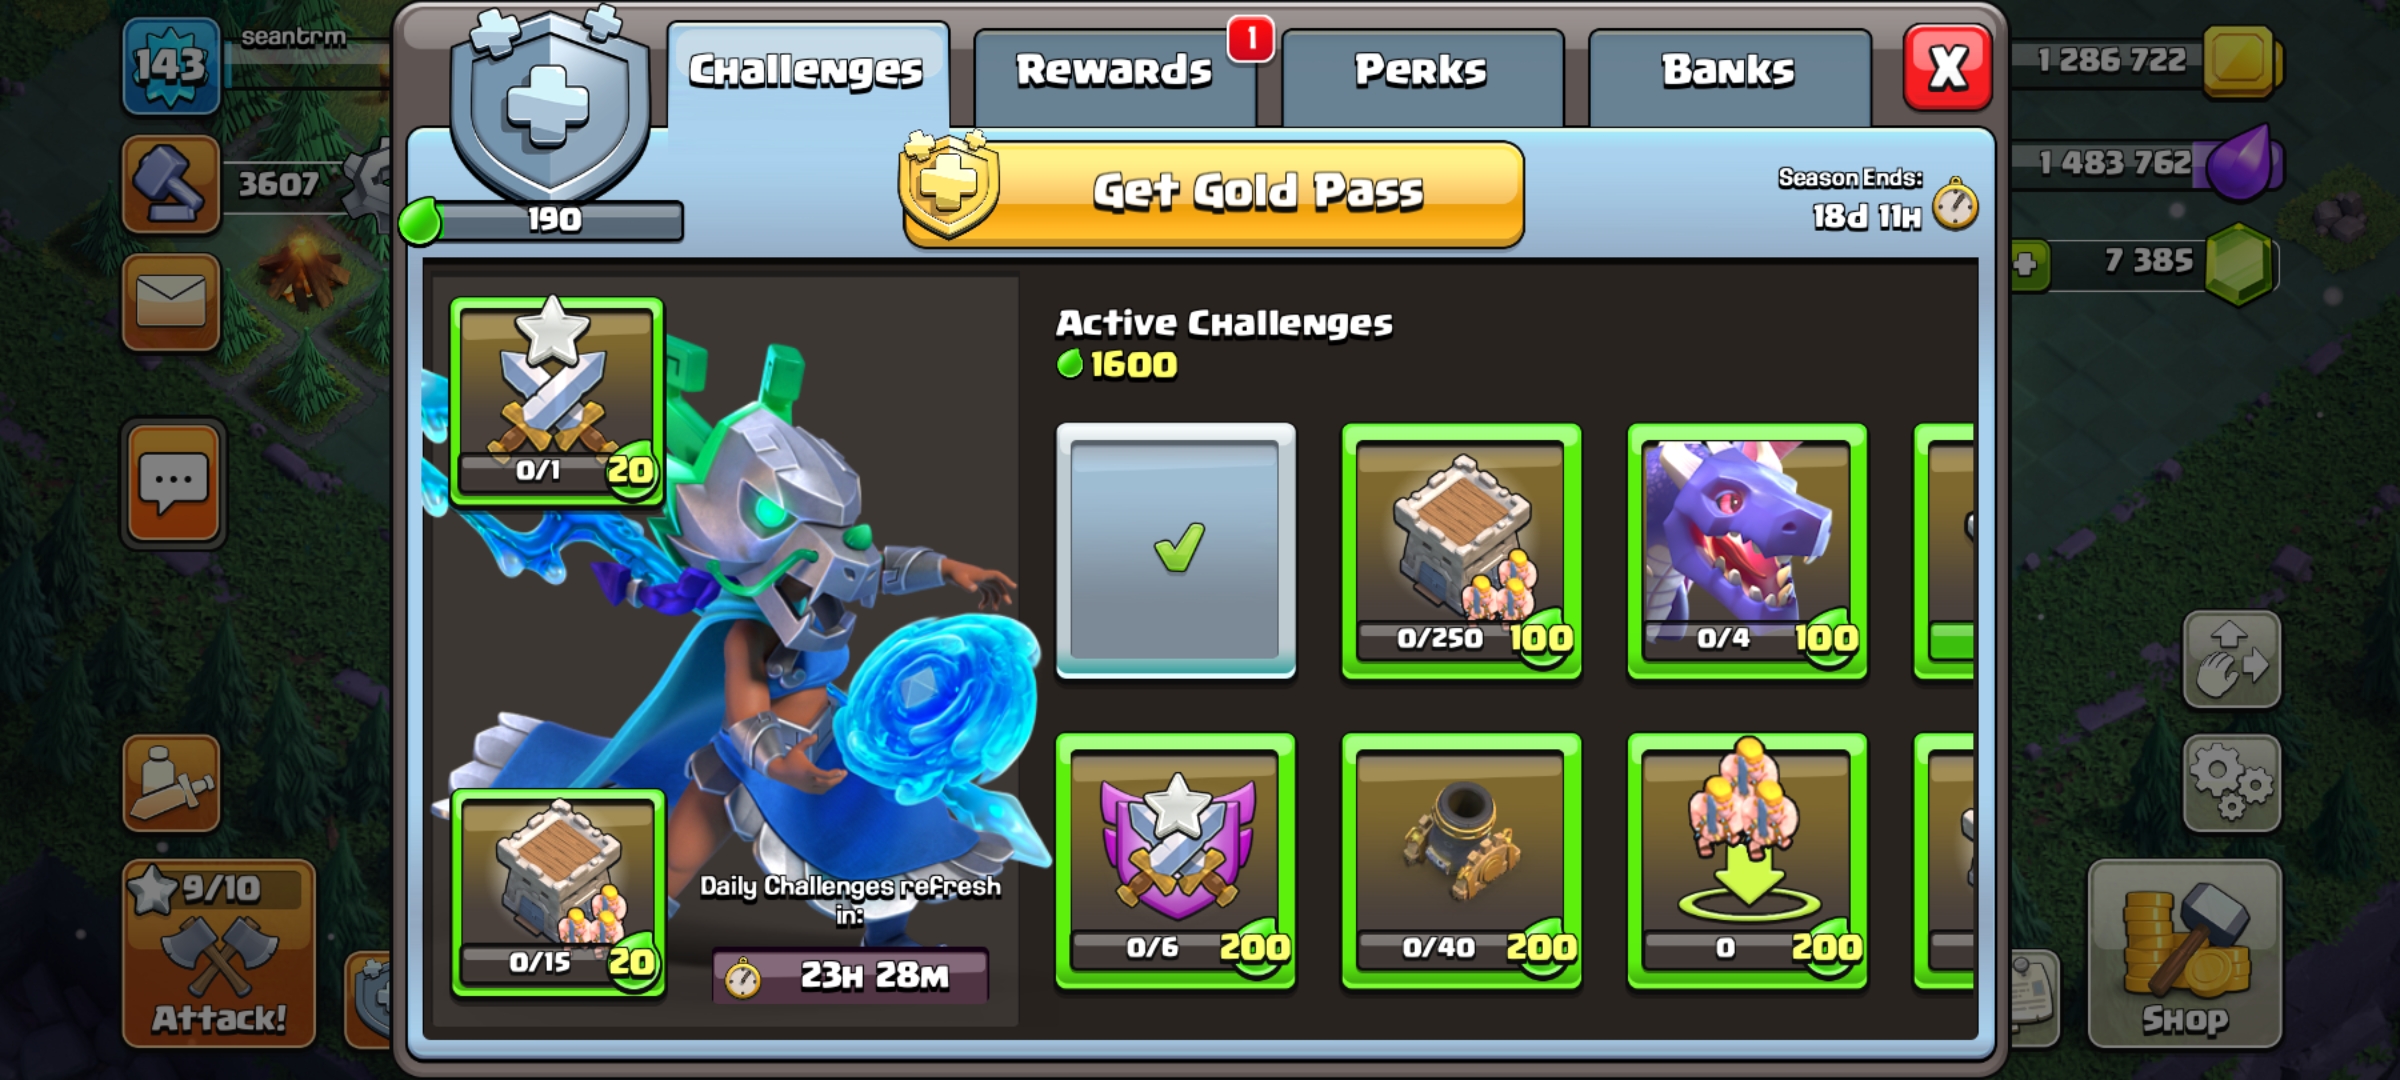 143
seantrm
Challenges
Rewards
1
Perks
Banks
X
1 286 722
3607
190
Get Gold Pass
Season Ends:
18d 11H
1 483 762
7 385
Active Challenges
1600
0/1
20
0/250
100
0/4
100
0/15
20
Daily Challenges refresh
in:
23H 28M
0/6
200
0/40
200
0
200
9/10
Attack!
Shop